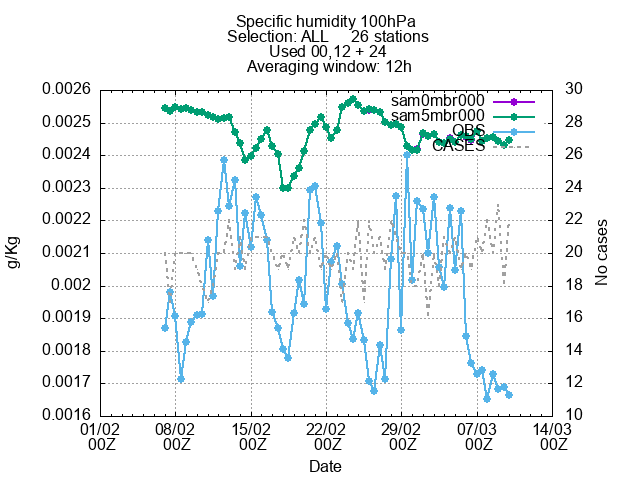 Specific humidity 100hPa
Selection: ALL 26 stations
Used 00,12 + 24
Averaging window: 12h
g/Kg
0.0026
0.0025
0.0024
0.0023
0.0022
0.0021
0.002
0.0019
0.0018
0.0017
0.0016
sam0mbr000
sam5mbr000
OBS
CASES
30
28
26
24
22
20
18
16
14
12
10
No cases
01/02 08/02 15/02 22/02 29/02 07/03 14/03
00Z 00Z 00Z 00Z 00Z 00Z 00Z
Date